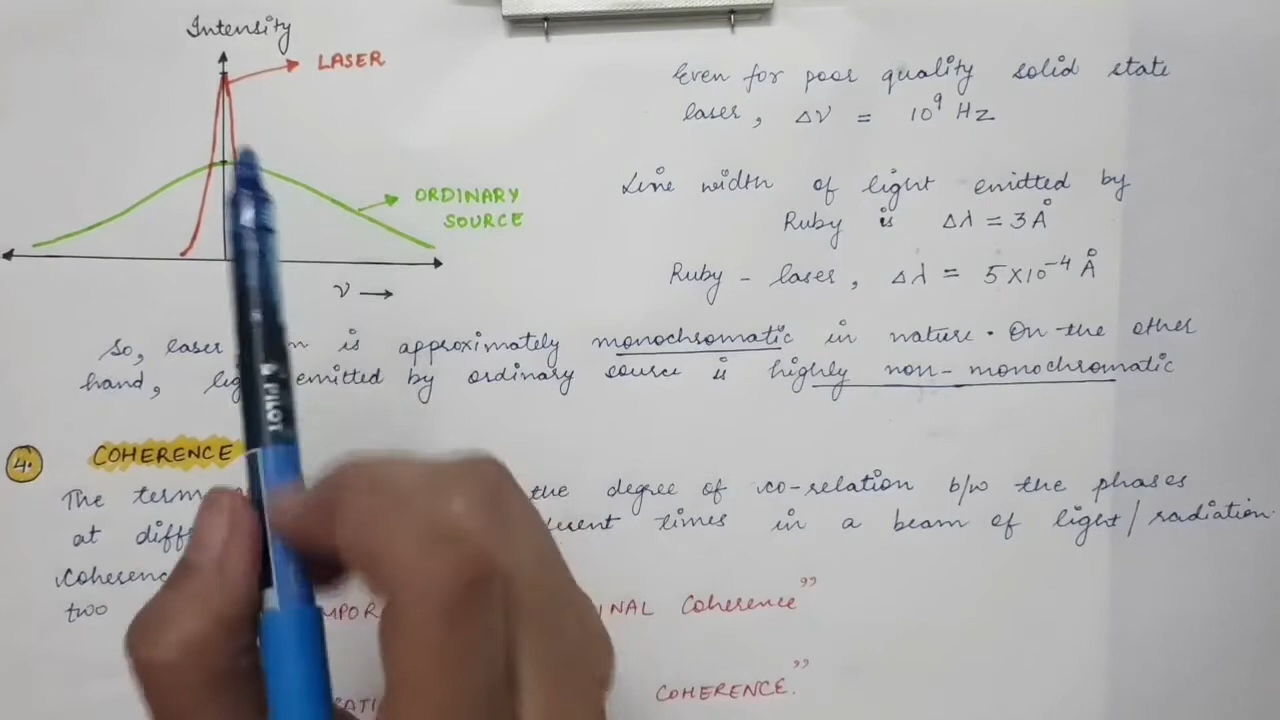 Intensity
LASER
ORDINARY
SOURCE
ν
Even for poor quality solid state
laser, Δν = 10⁹ Hz
Line width of light emitted by
Ruby is Δλ = 3 Å
Ruby - laser, Δλ = 5×10⁻⁴ Å
So, laser is approximately monochromatic in nature. On the other
hand, emitted by ordinary source is highly non-monochromatic
4. COHERENCE
The term the degree of co-relation b/w the phases
at times in a beam of light/radiation.
two Coherence”
COHERENCE.”
PILOT